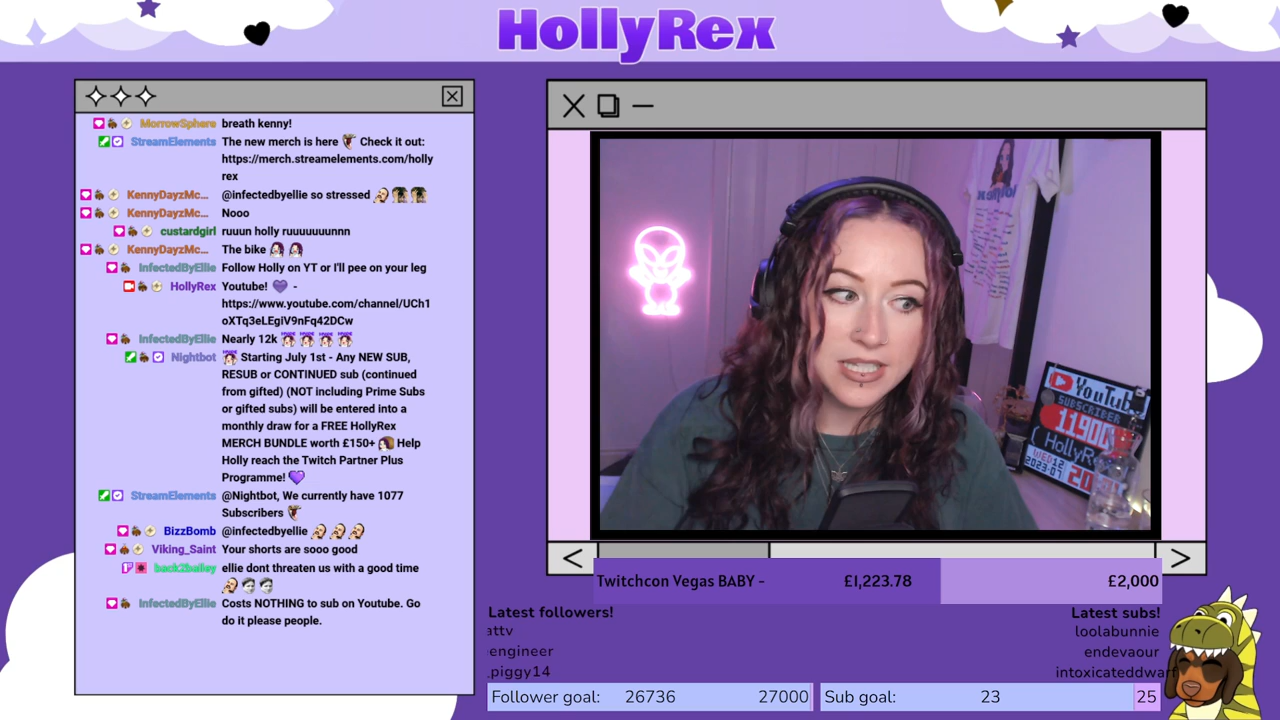 HollyRex
MorrowSphere breath kenny!
StreamElements The new merch is here Check it out:
https://merch.streamelements.com/holly
rex
KennyDayzMc... @infectedbyellie so stressed
KennyDayzMc... Nooo
custardgirl ruuun holly ruuuuuuunnn
KennyDayzMc... The bike
InfectedByEllie Follow Holly on YT or I'll pee on your leg
HollyRex Youtube! -
https://www.youtube.com/channel/UCh1
oXTq3eLEgiV9nFq42DCw
InfectedByEllie Nearly 12k
Nightbot Starting July 1st - Any NEW SUB,
RESUB or CONTINUED sub (continued
from gifted) (NOT including Prime Subs
or gifted subs) will be entered into a
monthly draw for a FREE HollyRex
MERCH BUNDLE worth £150+ Help
Holly reach the Twitch Partner Plus
Programme!
StreamElements @Nightbot, We currently have 1077
Subscribers
BizzBomb @infectedbyellie
Viking_Saint Your shorts are sooo good
back2bailey ellie dont threaten us with a good time
InfectedByEllie Costs NOTHING to sub on Youtube. Go
do it please people.
YouTube
SUBSCRIBER
11900
HollyR
WED12
2023-07
Twitchcon Vegas BABY - £1,223.78 £2,000
Latest followers!
attv
engineer
.piggy14
Latest subs!
loolabunnie
endevaour
intoxicateddwarf
Follower goal: 26736 27000
Sub goal: 23 25